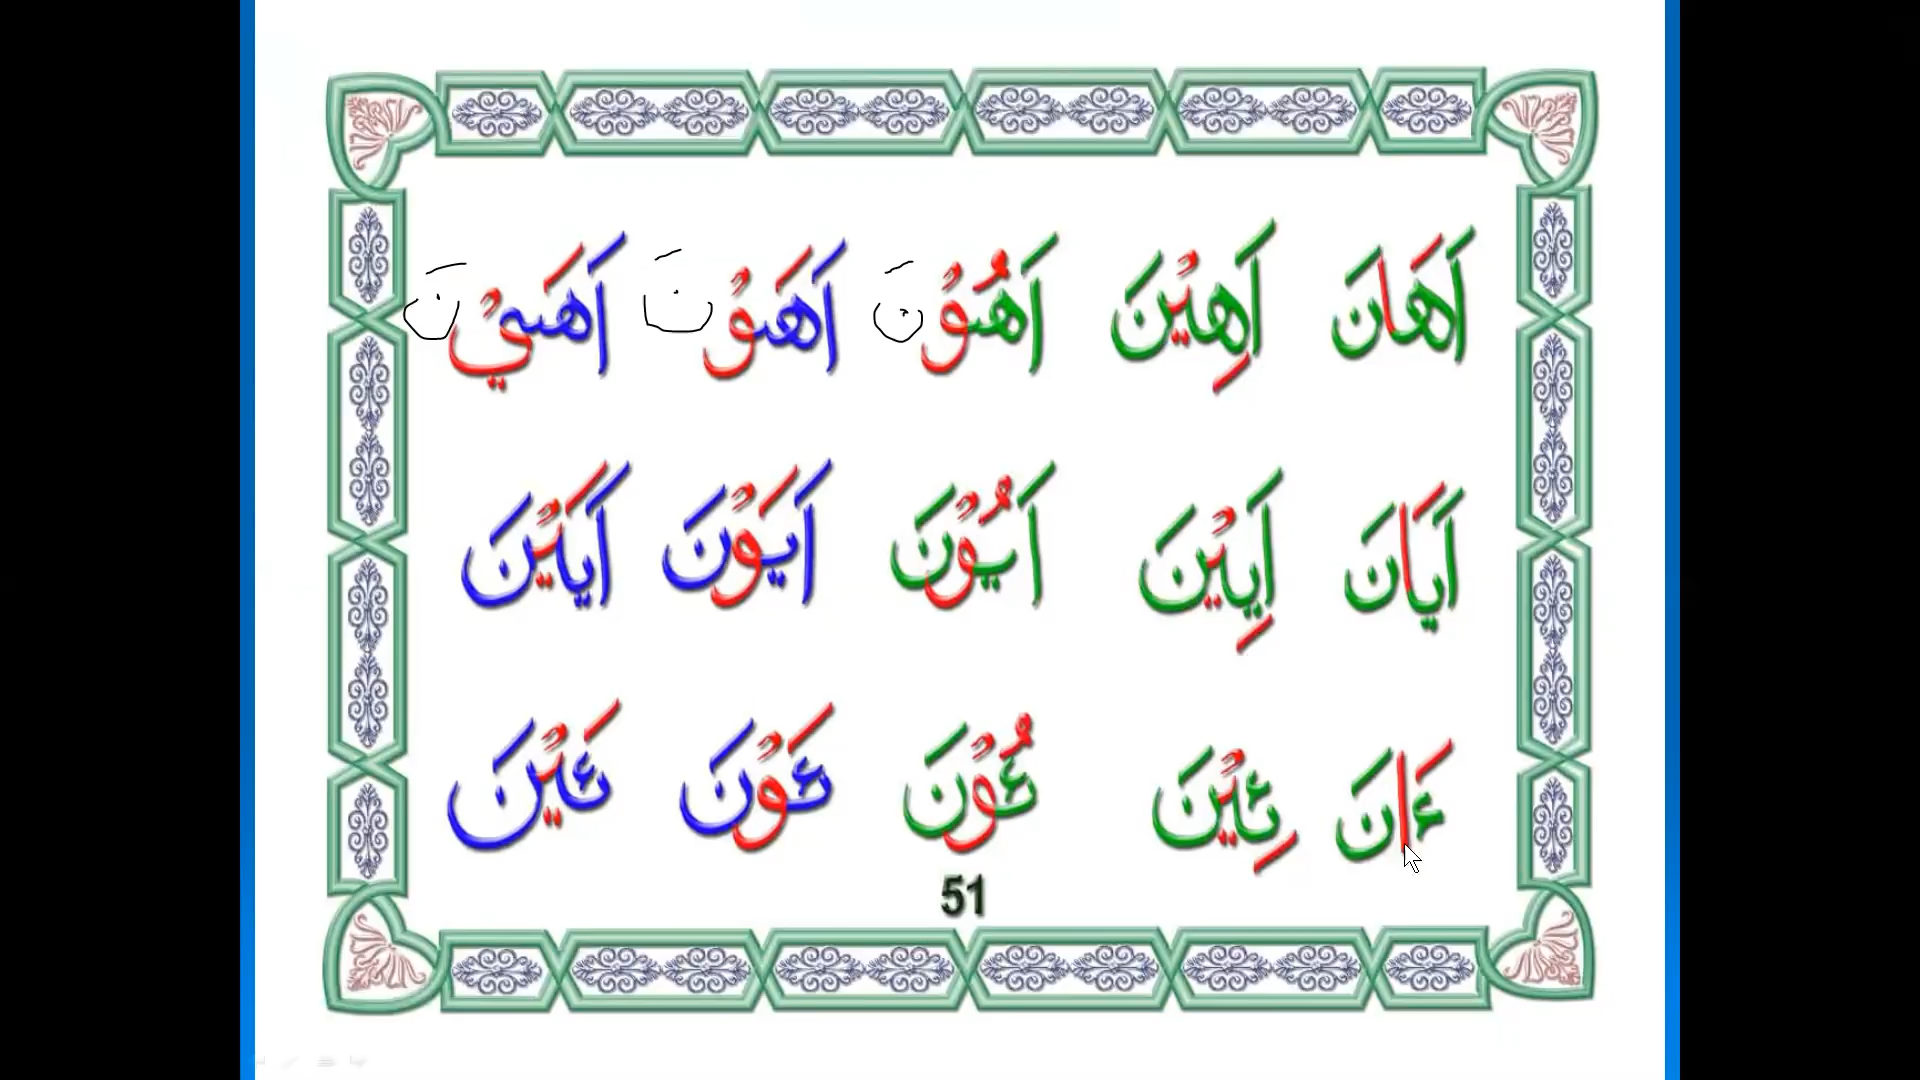 اَهَانَ اَهِيْنَ اَهُوْنَ اَهَوْنَ اَهَيْنَ
اَيَانَ اَيِيْنَ اَيُوْنَ اَيَوْنَ اَيَيْنَ
ءَانَ ئِيْنَ ئُوْنَ ئَوْنَ ئَيْنَ
51